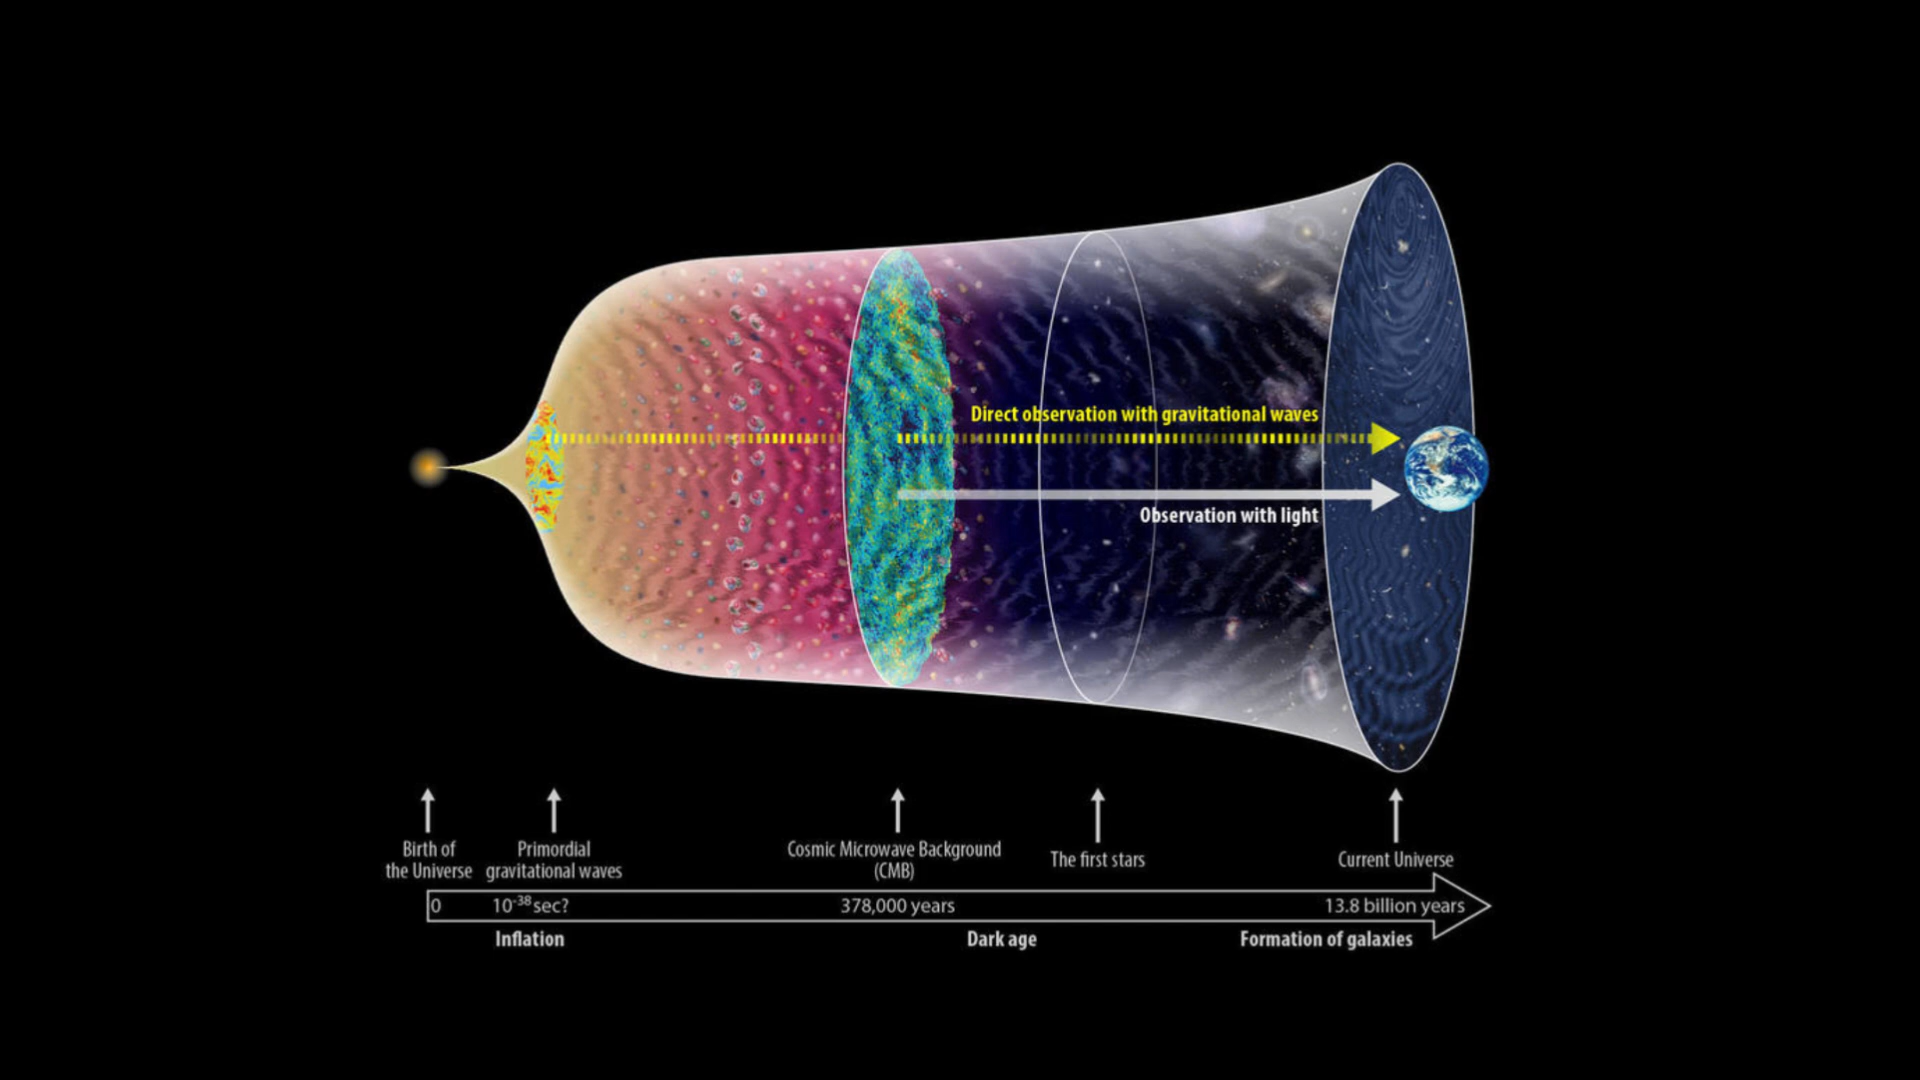 Direct observation with gravitational waves
Observation with light
Birth of
the Universe
Primordial
gravitational waves
Cosmic Microwave Background
(CMB)
The first stars
Current Universe
0
10⁻³⁸ sec?
378,000 years
13.8 billion years
Inflation
Dark age
Formation of galaxies